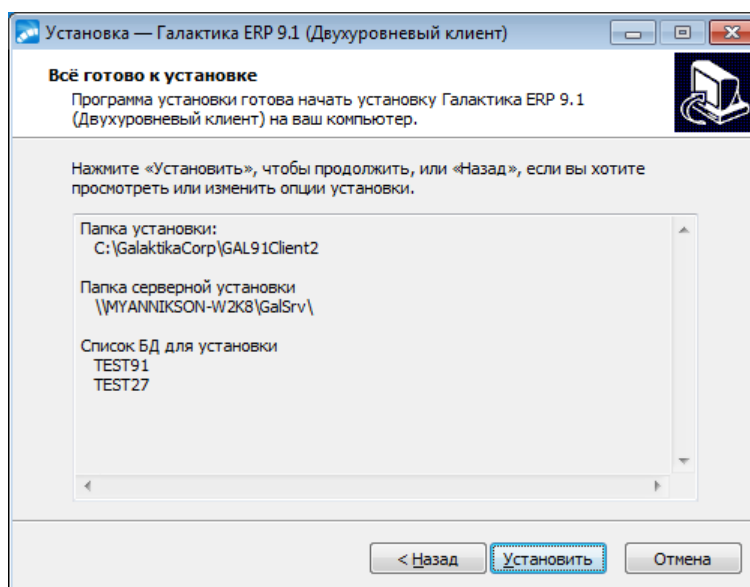 Установка — Галактика ERP 9.1 (Двухуровневый клиент)
Всё готово к установке
Программа установки готова начать установку Галактика ERP 9.1
(Двухуровневый клиент) на ваш компьютер.
Нажмите «Установить», чтобы продолжить, или «Назад», если вы хотите
просмотреть или изменить опции установки.
Папка установки:
C:\GalaktikaCorp\GAL91Client2
Папка серверной установки
\\MYANNIKSON-W2K8\GalSrv\
Список БД для установки
TEST91
TEST27
< Назад
Установить
Отмена